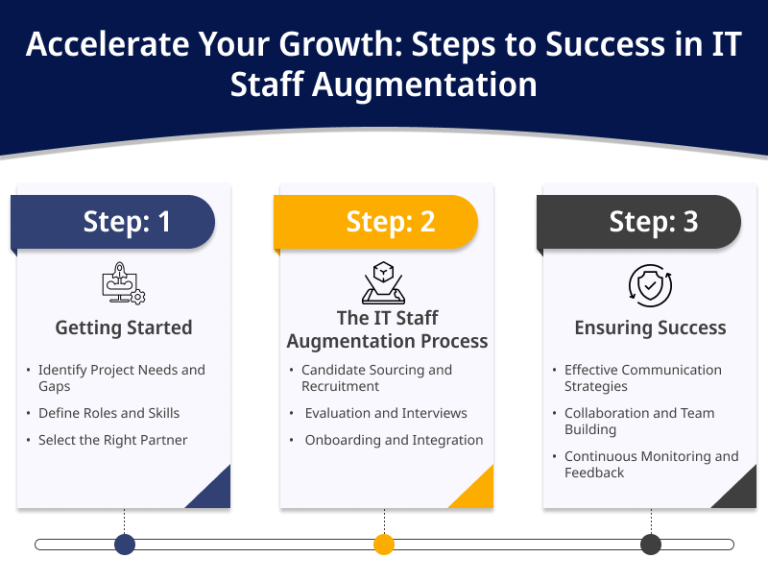 Accelerate Your Growth: Steps to Success in IT
Staff Augmentation
Step: 1
Getting Started
• Identify Project Needs and
Gaps
• Define Roles and Skills
• Select the Right Partner
Step: 2
The IT Staff
Augmentation Process
• Candidate Sourcing and
Recruitment
• Evaluation and Interviews
• Onboarding and Integration
Step: 3
Ensuring Success
• Effective Communication
Strategies
• Collaboration and Team
Building
• Continuous Monitoring and
Feedback